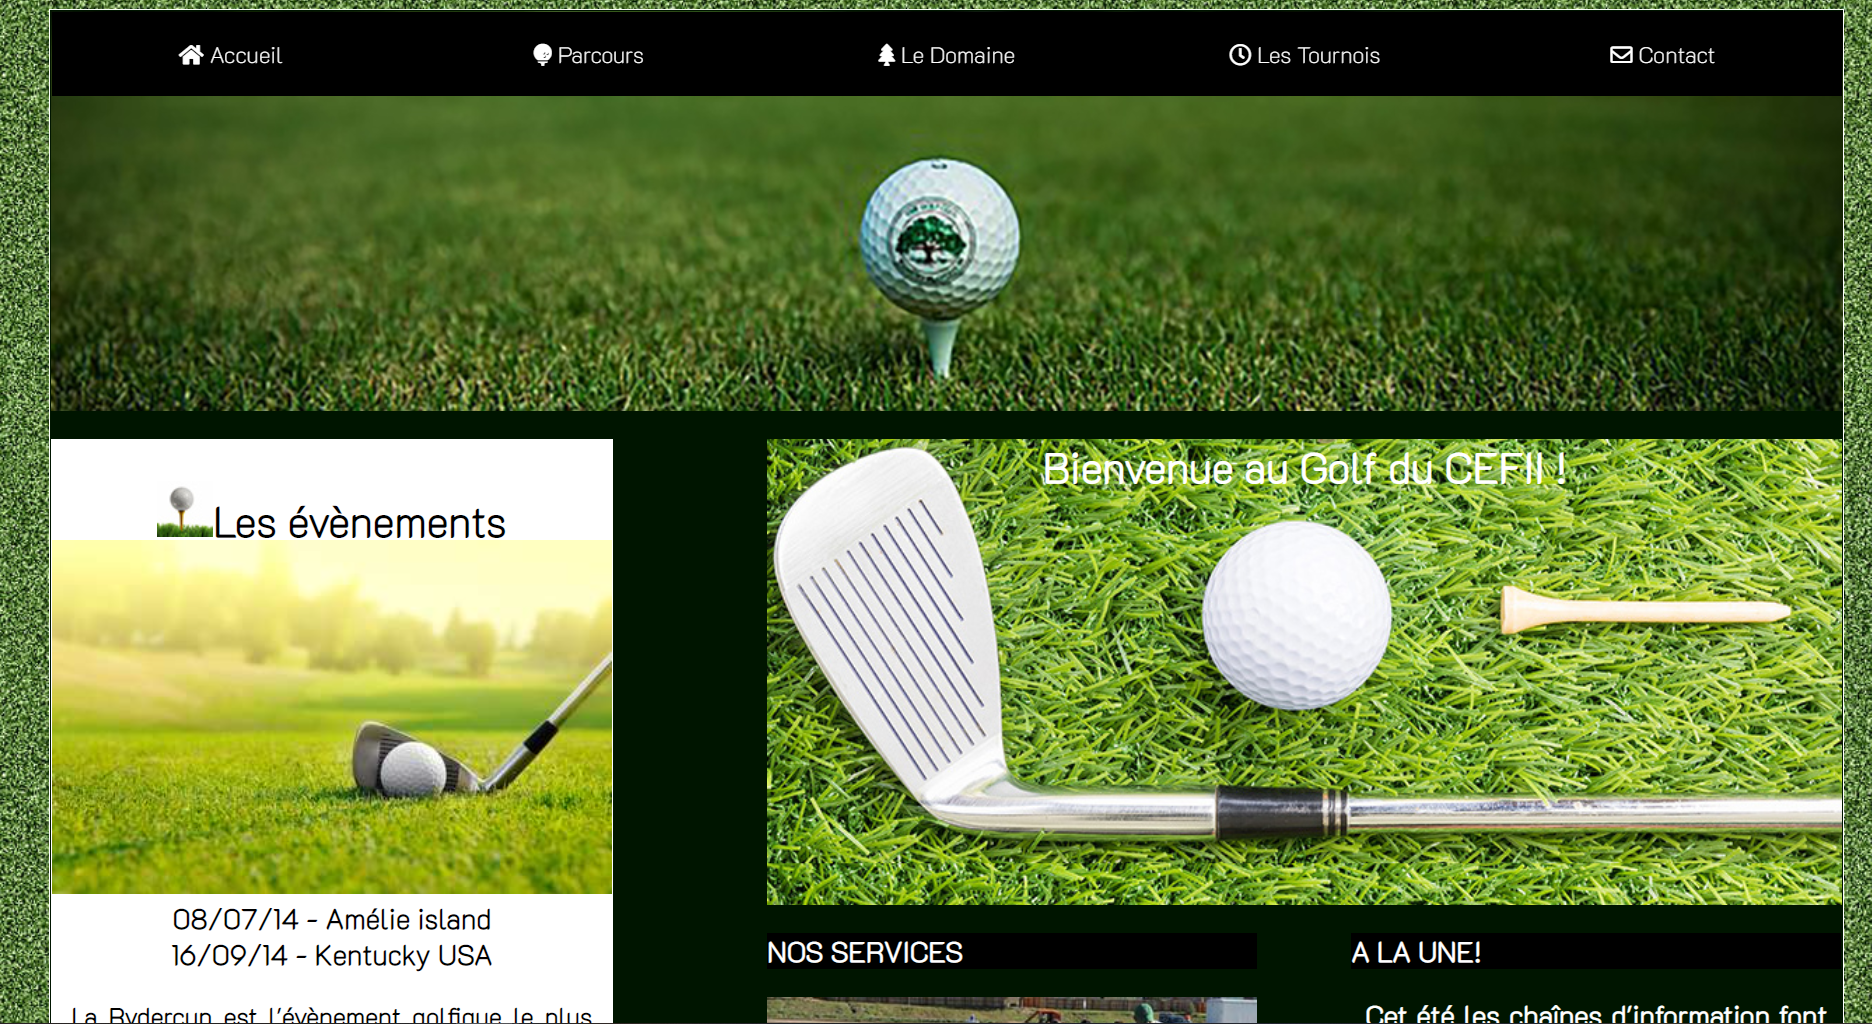 Accueil
Parcours
Le Domaine
Les Tournois
Contact
Bienvenue au Golf du CEFII !
Les évènements
08/07/14 - Amélie island
16/09/14 - Kentucky USA
La Rydercup est l'évènement golfique le plus
NOS SERVICES
A LA UNE!
Cet été les chaînes d'information font